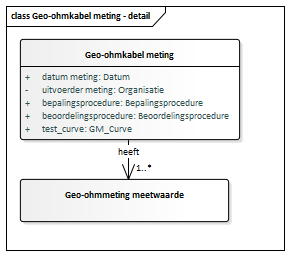 class Geo-ohmkabel meting - detail
Geo-ohmkabel meting
+ datum meting: Datum
- uitvoerder meting: Organisatie
+ bepalingsprocedure: Bepalingsprocedure
+ beoordelingsprocedure: Beoordelingsprocedure
+ test_curve: GM_Curve
heeft
1..*
Geo-ohmmeting meetwaarde